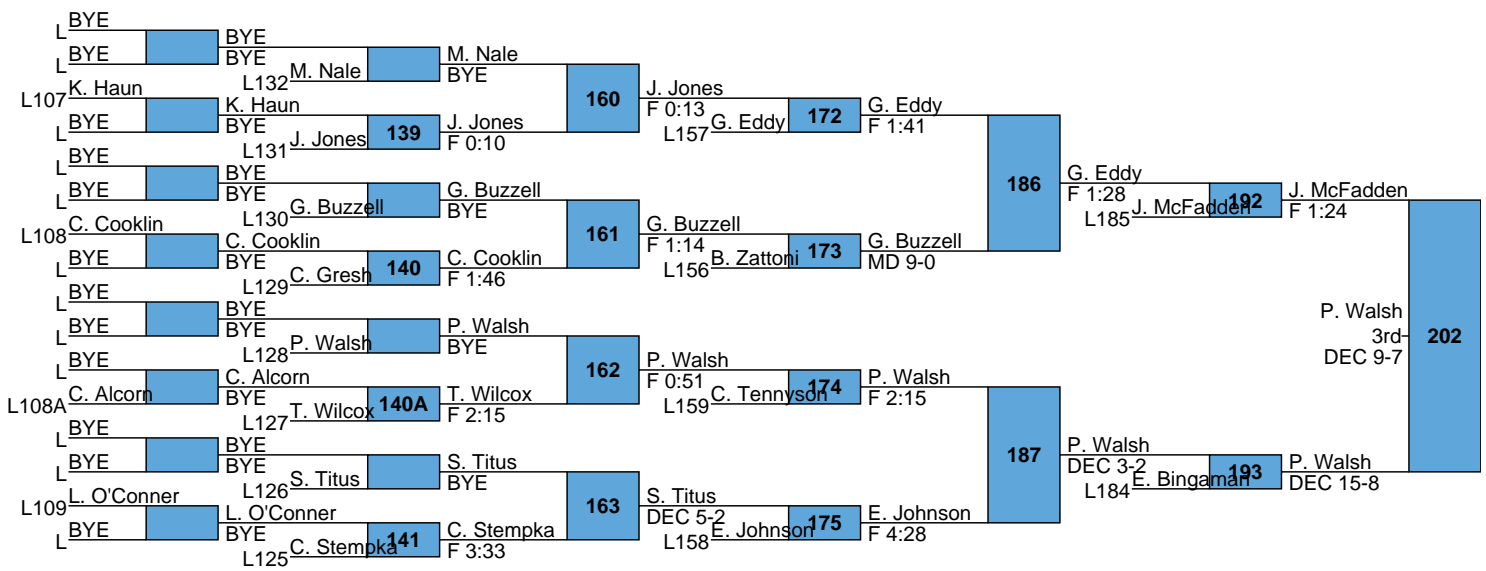 BYE
L
BYE
L
BYE
BYE
L132 M. Nale
M. Nale
BYE
L107 K. Haun
BYE
L
K. Haun
BYE
L131 J. Jones
139
J. Jones
F 0:10
160
J. Jones
F 0:13
L157 G. Eddy
172
G. Eddy
F 1:41
BYE
L
BYE
L
BYE
BYE
L130 G. Buzzell
G. Buzzell
BYE
L108 C. Cooklin
BYE
L
C. Cooklin
BYE
L129 C. Gresh
140
C. Cooklin
F 1:46
161
G. Buzzell
F 1:14
L156 B. Zattoni
173
G. Buzzell
MD 9-0
186
G. Eddy
F 1:28
L185 J. McFadden
192
J. McFadden
F 1:24
BYE
L
BYE
L
BYE
BYE
L128 P. Walsh
P. Walsh
BYE
BYE
L
L108A C. Alcorn
C. Alcorn
BYE
L127 T. Wilcox
140A
T. Wilcox
F 2:15
162
P. Walsh
F 0:51
L159 C. Tennyson
174
P. Walsh
F 2:15
BYE
L
BYE
L
BYE
BYE
L126 S. Titus
S. Titus
BYE
L109 L. O'Conner
BYE
L
L. O'Conner
BYE
L125 C. Stempka
141
C. Stempka
F 3:33
163
S. Titus
DEC 5-2
L158 E. Johnson
175
E. Johnson
F 4:28
187
P. Walsh
DEC 3-2
L184 E. Bingaman
193
P. Walsh
DEC 15-8
P. Walsh
3rd
DEC 9-7
202